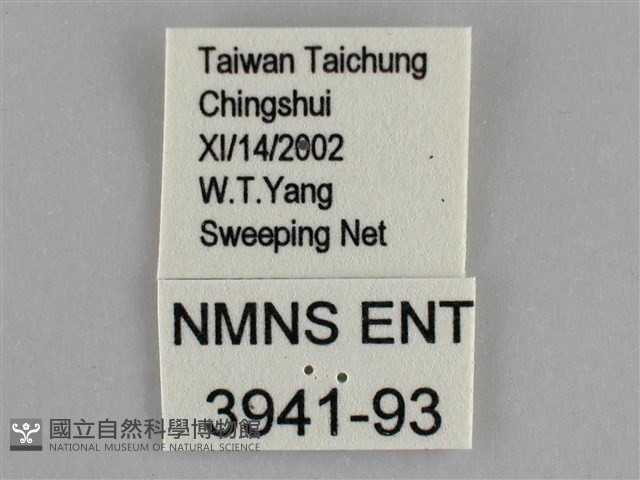 Taiwan Taichung
Chingshui
XI/14/2002
W.T.Yang
Sweeping Net
NMNS ENT
3941-93
國立自然科學博物館
NATIONAL MUSEUM OF NATURAL SCIENCE